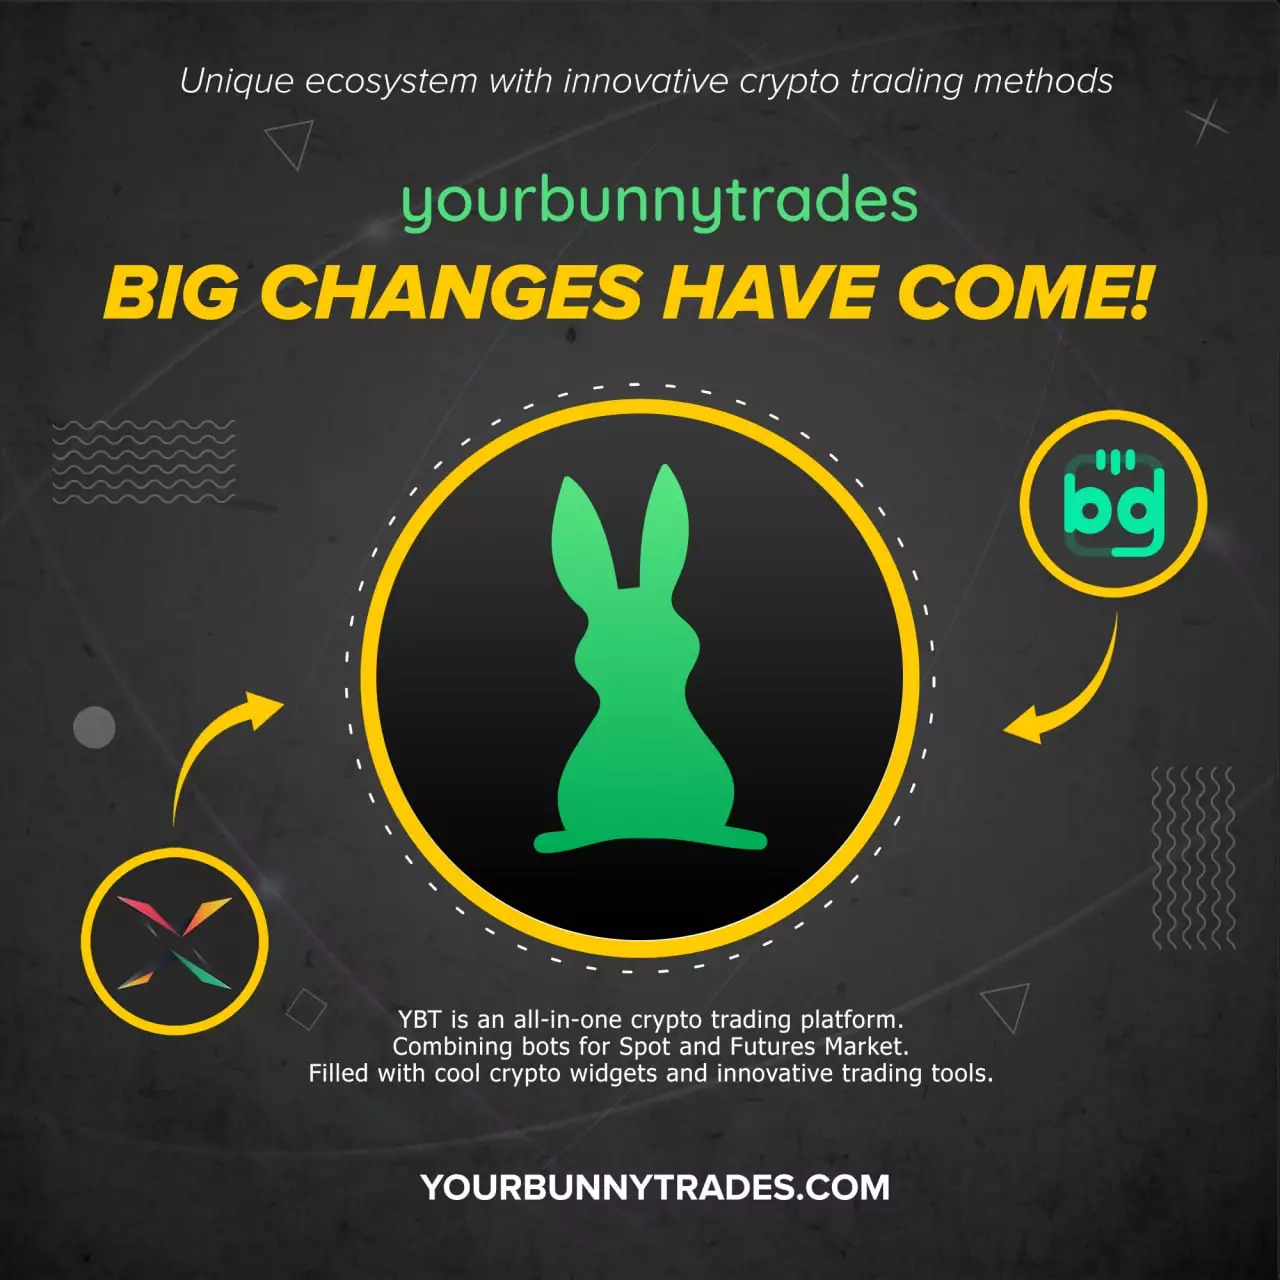 Unique ecosystem with innovative crypto trading methods
yourbunnytrades
BIG CHANGES HAVE COME!
bg
YBT is an all-in-one crypto trading platform.
Combining bots for Spot and Futures Market.
Filled with cool crypto widgets and innovative trading tools.
YOURBUNNYTRADES.COM